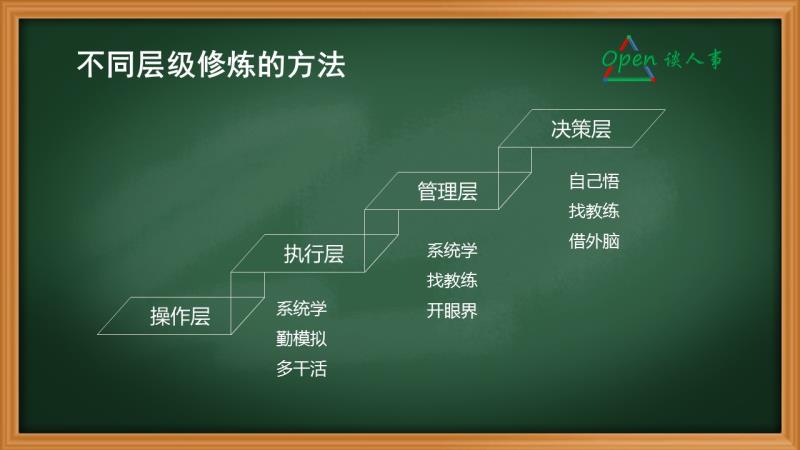 不同层级修炼的方法
Open 谈人事
决策层
自己悟
找教练
借外脑
管理层
系统学
找教练
开眼界
执行层
系统学
勤模拟
多干活
操作层